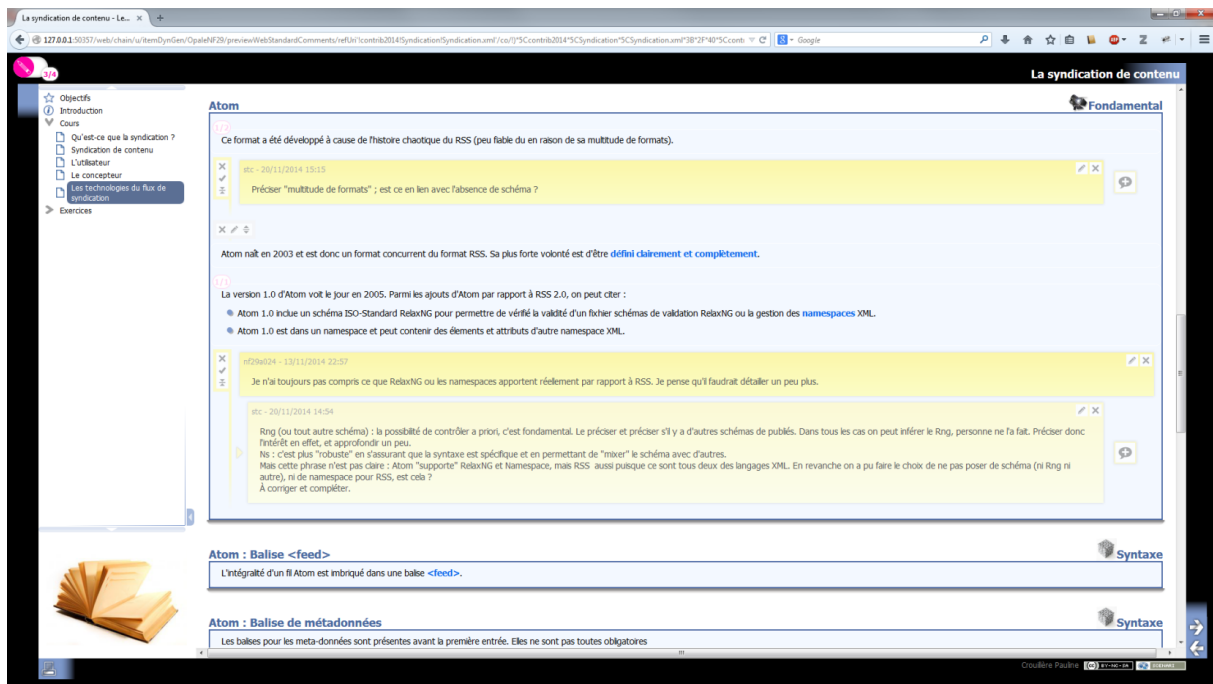 La syndication de contenu - Le...
127.0.0.1:50357/web/chain/u/itemDynGen/OpaleNF29/previewWebStandardComments/refUri'!contrib2014!Syndication!Syndication.xml'/co/!)*5Ccontrib2014*5CSyndication*5CSyndication.xml*3B*2F*40*5Cconti
Google
3/4
La syndication de contenu
Objectifs
Introduction
Cours
Qu'est-ce que la syndication ?
Syndication de contenu
L'utilisateur
Le concepteur
Les technologies du flux de
syndication
Exercices
Atom
Fondamental
Ce format a été développé à cause de l'histoire chaotique du RSS (peu fiable du en raison de sa multitude de formats).
stc - 20/11/2014 15:15
Préciser "multitude de formats" ; est ce en lien avec l'absence de schéma ?
Atom naît en 2003 et est donc un format concurrent du format RSS. Sa plus forte volonté est d'être défini clairement et complètement.
La version 1.0 d'Atom voit le jour en 2005. Parmi les ajouts d'Atom par rapport à RSS 2.0, on peut citer :
Atom 1.0 inclue un schéma ISO-Standard RelaxNG pour permettre de vérifié la validité d'un fixhier schémas de validation RelaxNG ou la gestion des namespaces XML.
Atom 1.0 est dans un namespace et peut contenir des élements et attributs d'autre namespace XML.
nf29a024 - 13/11/2014 22:57
Je n'ai toujours pas compris ce que RelaxNG ou les namespaces apportent réellement par rapport à RSS. Je pense qu'il faudrait détailler un peu plus.
stc - 20/11/2014 14:54
Rng (ou tout autre schéma) : la possibilité de contrôler a priori, c'est fondamental. Le préciser et préciser s'il y a d'autres schémas de publiés. Dans tous les cas on peut inférer le Rng, personne ne l'a fait. Préciser donc
l'intérêt en effet, et approfondir un peu.
Ns : c'est plus "robuste" en s'assurant que la syntaxe est spécifique et en permettant de "mixer" le schéma avec d'autres.
Mais cette phrase n'est pas claire : Atom "supporte" RelaxNG et Namespace, mais RSS aussi puisque ce sont tous deux des langages XML. En revanche on a pu faire le choix de ne pas poser de schéma (ni Rng ni
autre), ni de namespace pour RSS, est cela ?
À corriger et compléter.
Atom : Balise <feed>
Syntaxe
L'intégralité d'un fil Atom est imbriqué dans une balise <feed>.
Atom : Balise de métadonnées
Syntaxe
Les balises pour les meta-données sont présentes avant la première entrée. Elles ne sont pas toutes obligatoires
Crouillère Pauline
BY-NC-SA
SCENARI